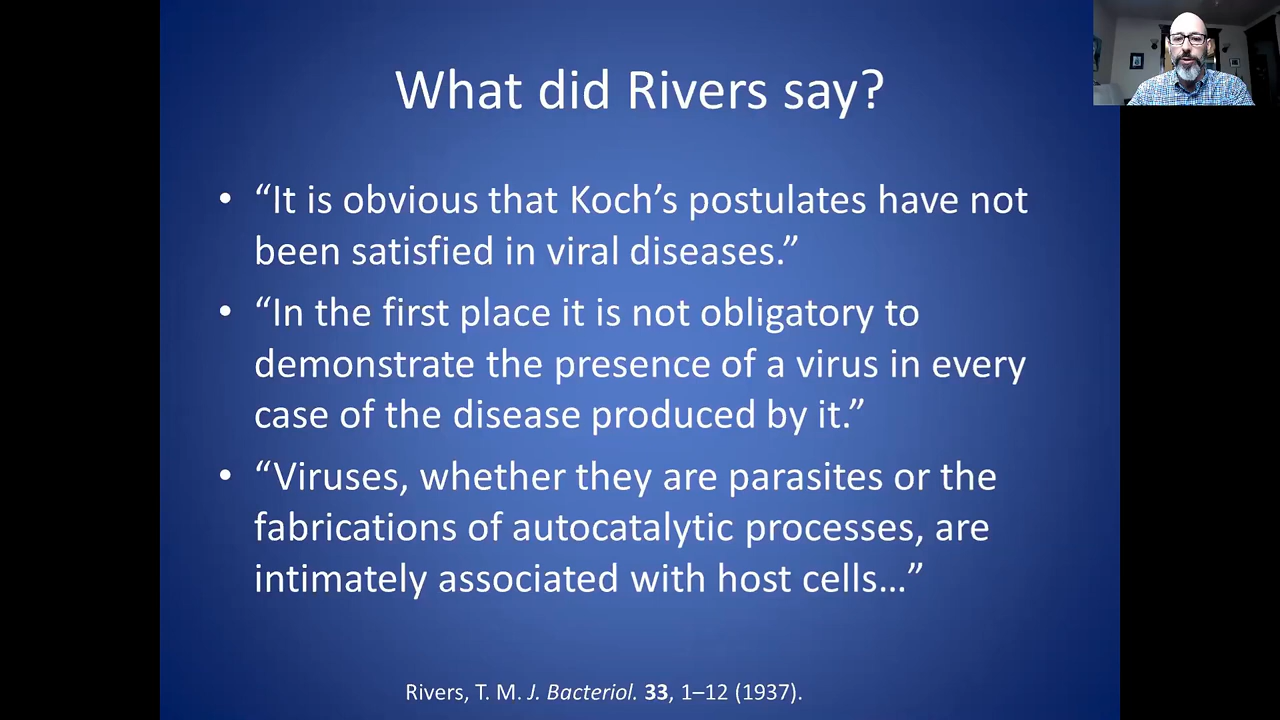 What did Rivers say?
• “It is obvious that Koch’s postulates have not
been satisfied in viral diseases.”
• “In the first place it is not obligatory to
demonstrate the presence of a virus in every
case of the disease produced by it.”
• “Viruses, whether they are parasites or the
fabrications of autocatalytic processes, are
intimately associated with host cells…”
Rivers, T. M. J. Bacteriol. 33, 1–12 (1937).